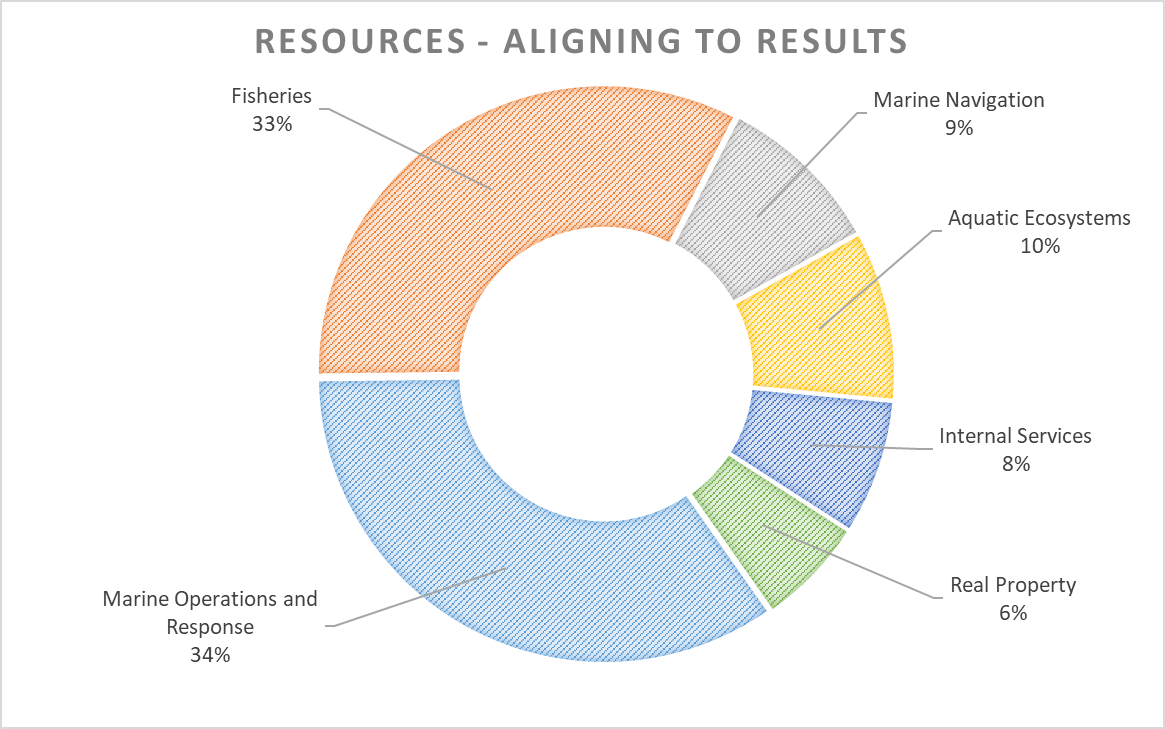 RESOURCES - ALIGNING TO RESULTS
Fisheries
33%
Marine Navigation
9%
Aquatic Ecosystems
10%
Internal Services
8%
Real Property
6%
Marine Operations and
Response
34%